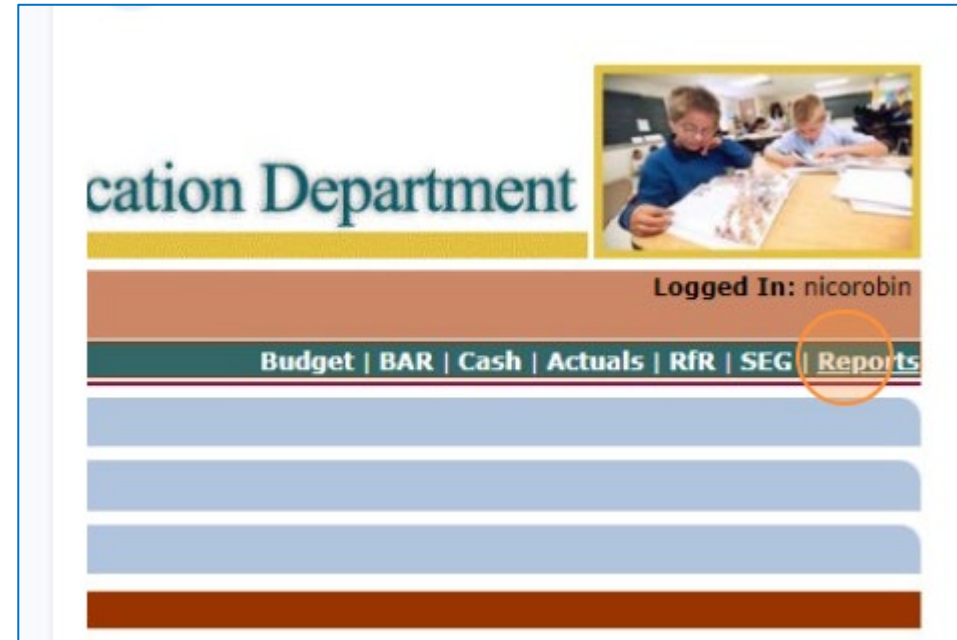 cation Department
Logged In: nicorobin
Budget | BAR | Cash | Actuals | RfR | SEG | Reports